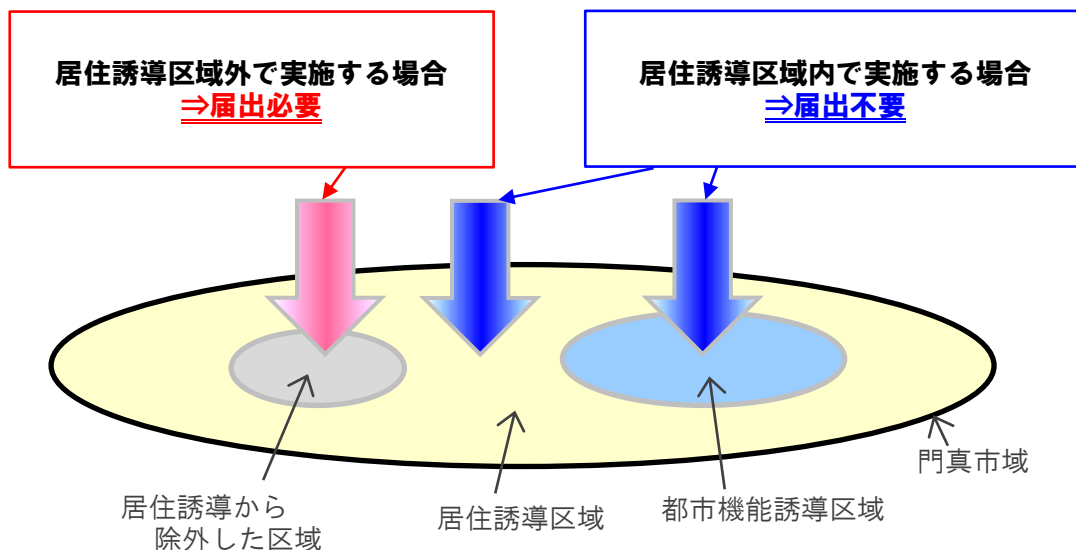 居住誘導区域外で実施する場合
⇒届出必要
居住誘導区域内で実施する場合
⇒届出不要
門真市域
居住誘導から
除外した区域
居住誘導区域
都市機能誘導区域